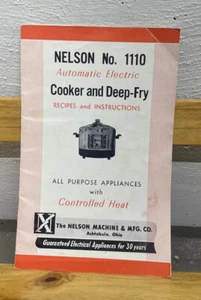 NELSON No. 1110
Automatic Electric
Cooker and Deep-Fry
RECIPES and INSTRUCTIONS
ALL PURPOSE APPLIANCES
with
Controlled Heat
The NELSON MACHINE & MFG. CO.
Ashtabula, Ohio
Guaranteed Electrical Appliances for 30 years